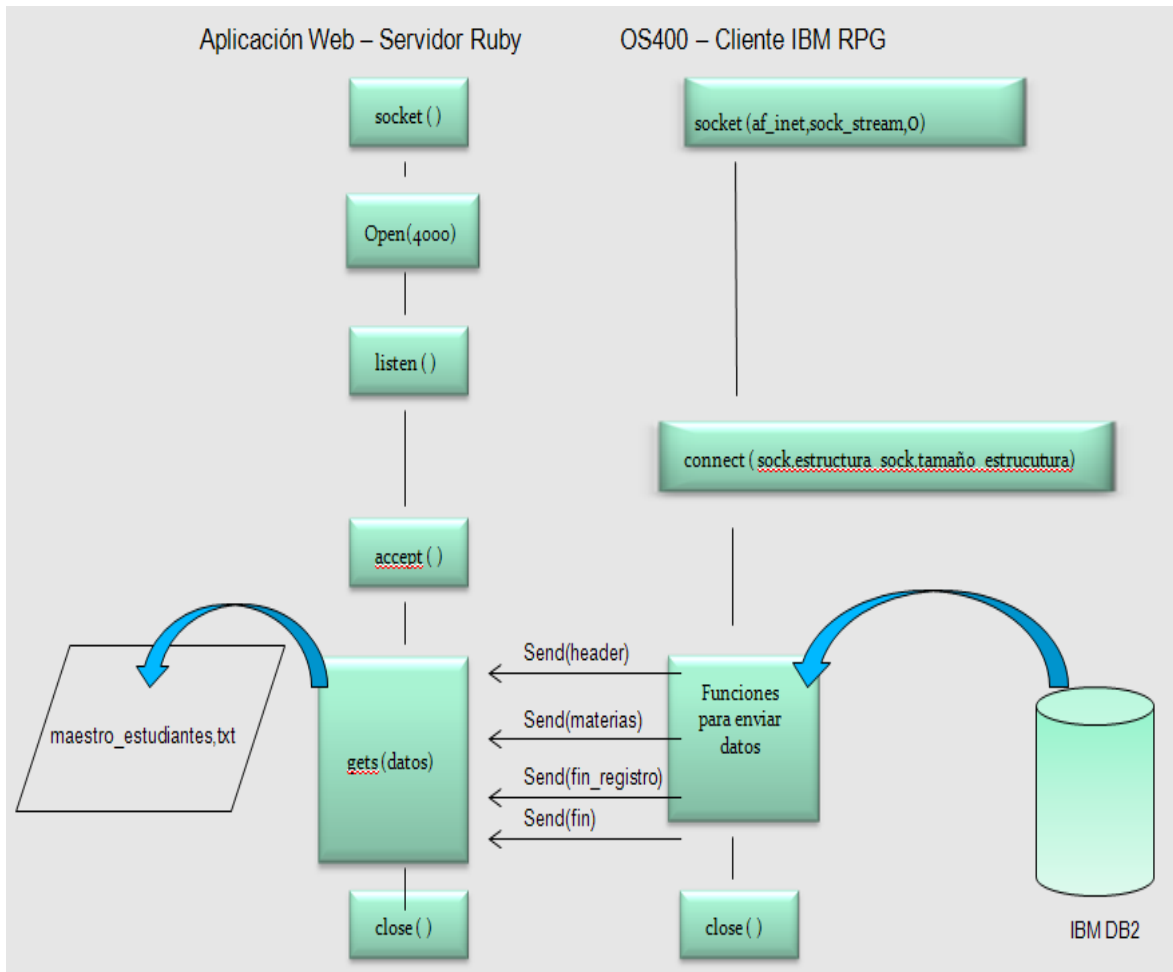 Aplicación Web – Servidor Ruby
OS400 – Cliente IBM RPG
socket ( )
socket (af_inet,sock_stream,0)
Open(4000)
listen ( )
connect ( sock,estructura_sock,tamaño_estrucutura)
accept ( )
Send(header)
Funciones
para enviar
datos
maestro_estudiantes,txt
gets (datos)
Send(materias)
Send(fin_registro)
Send(fin)
close ( )
close ( )
IBM DB2